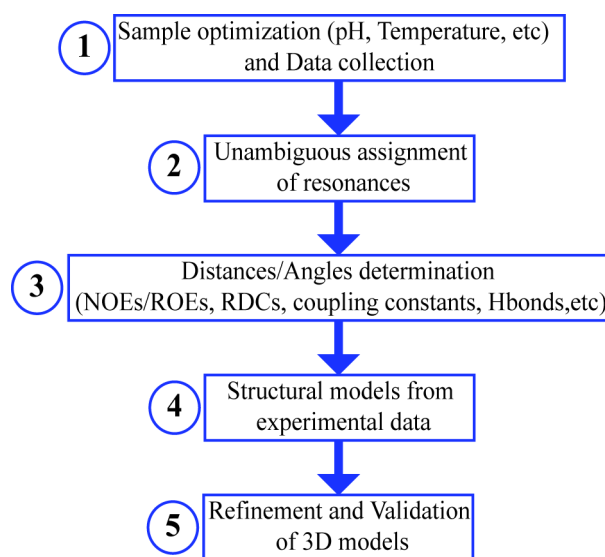 1
Sample optimization (pH, Temperature, etc)
and Data collection
2
Unambiguous assignment
of resonances
3
Distances/Angles determination
(NOEs/ROEs, RDCs, coupling constants, Hbonds,etc)
4
Structural models from
experimental data
5
Refinement and Validation
of 3D models